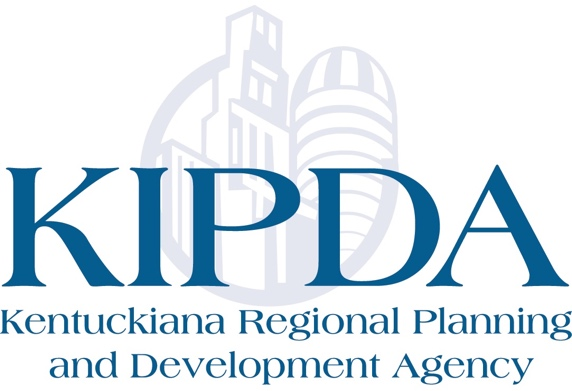 KIPDA
Kentuckiana Regional Planning
and Development Agency